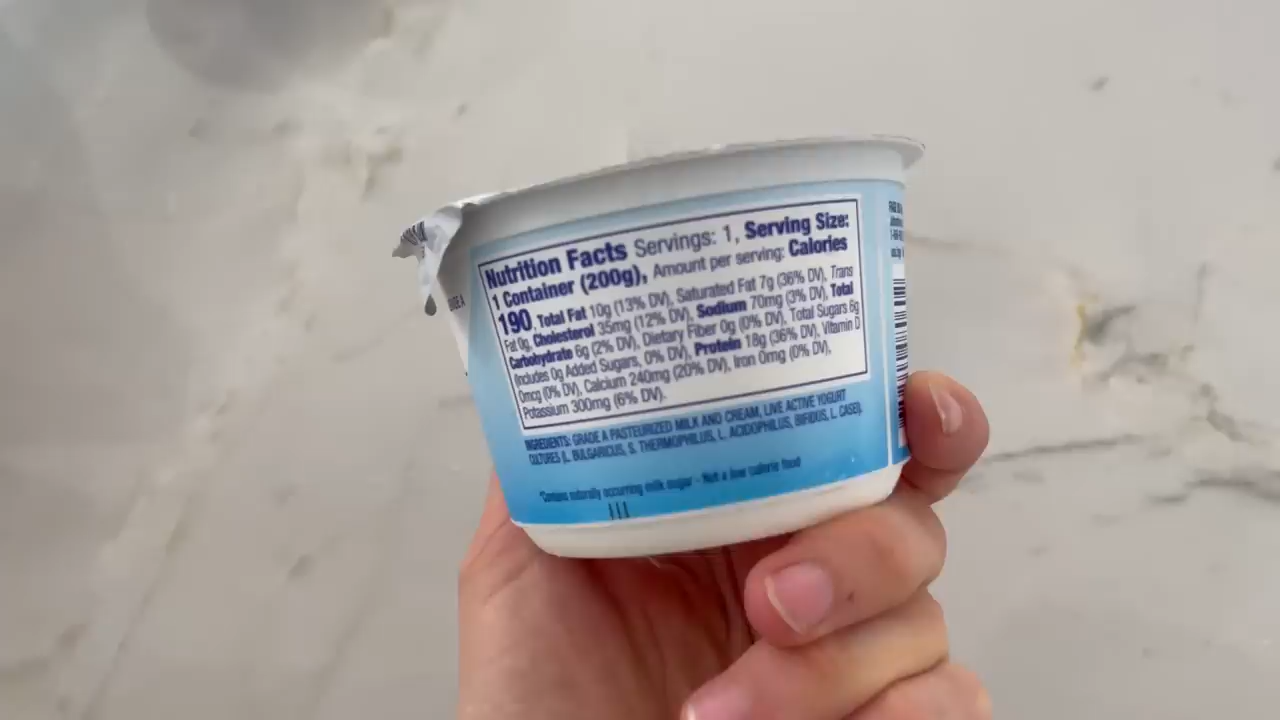 Nutrition Facts Servings: 1, Serving Size:
1 Container (200g), Amount per serving: Calories
190, Total Fat 10g (13% DV), Saturated Fat 7g (36% DV), Trans
Fat 0g, Cholesterol 35mg (12% DV), Sodium 70mg (3% DV), Total
Carbohydrate 6g (2% DV), Dietary Fiber 0g (0% DV), Total Sugars 6g
(Includes 0g Added Sugars, 0% DV), Protein 18g (36% DV), Vitamin D
0mcg (0% DV), Calcium 240mg (20% DV), Iron 0mg (0% DV),
Potassium 300mg (6% DV).
INGREDIENTS: GRADE A PASTEURIZED MILK AND CREAM, LIVE ACTIVE YOGURT
CULTURES (L. BULGARICUS, S. THERMOPHILUS, L. ACIDOPHILUS, BIFIDUS, L. CASEI).
*Contains naturally occurring milk sugar - Not a low calorie food